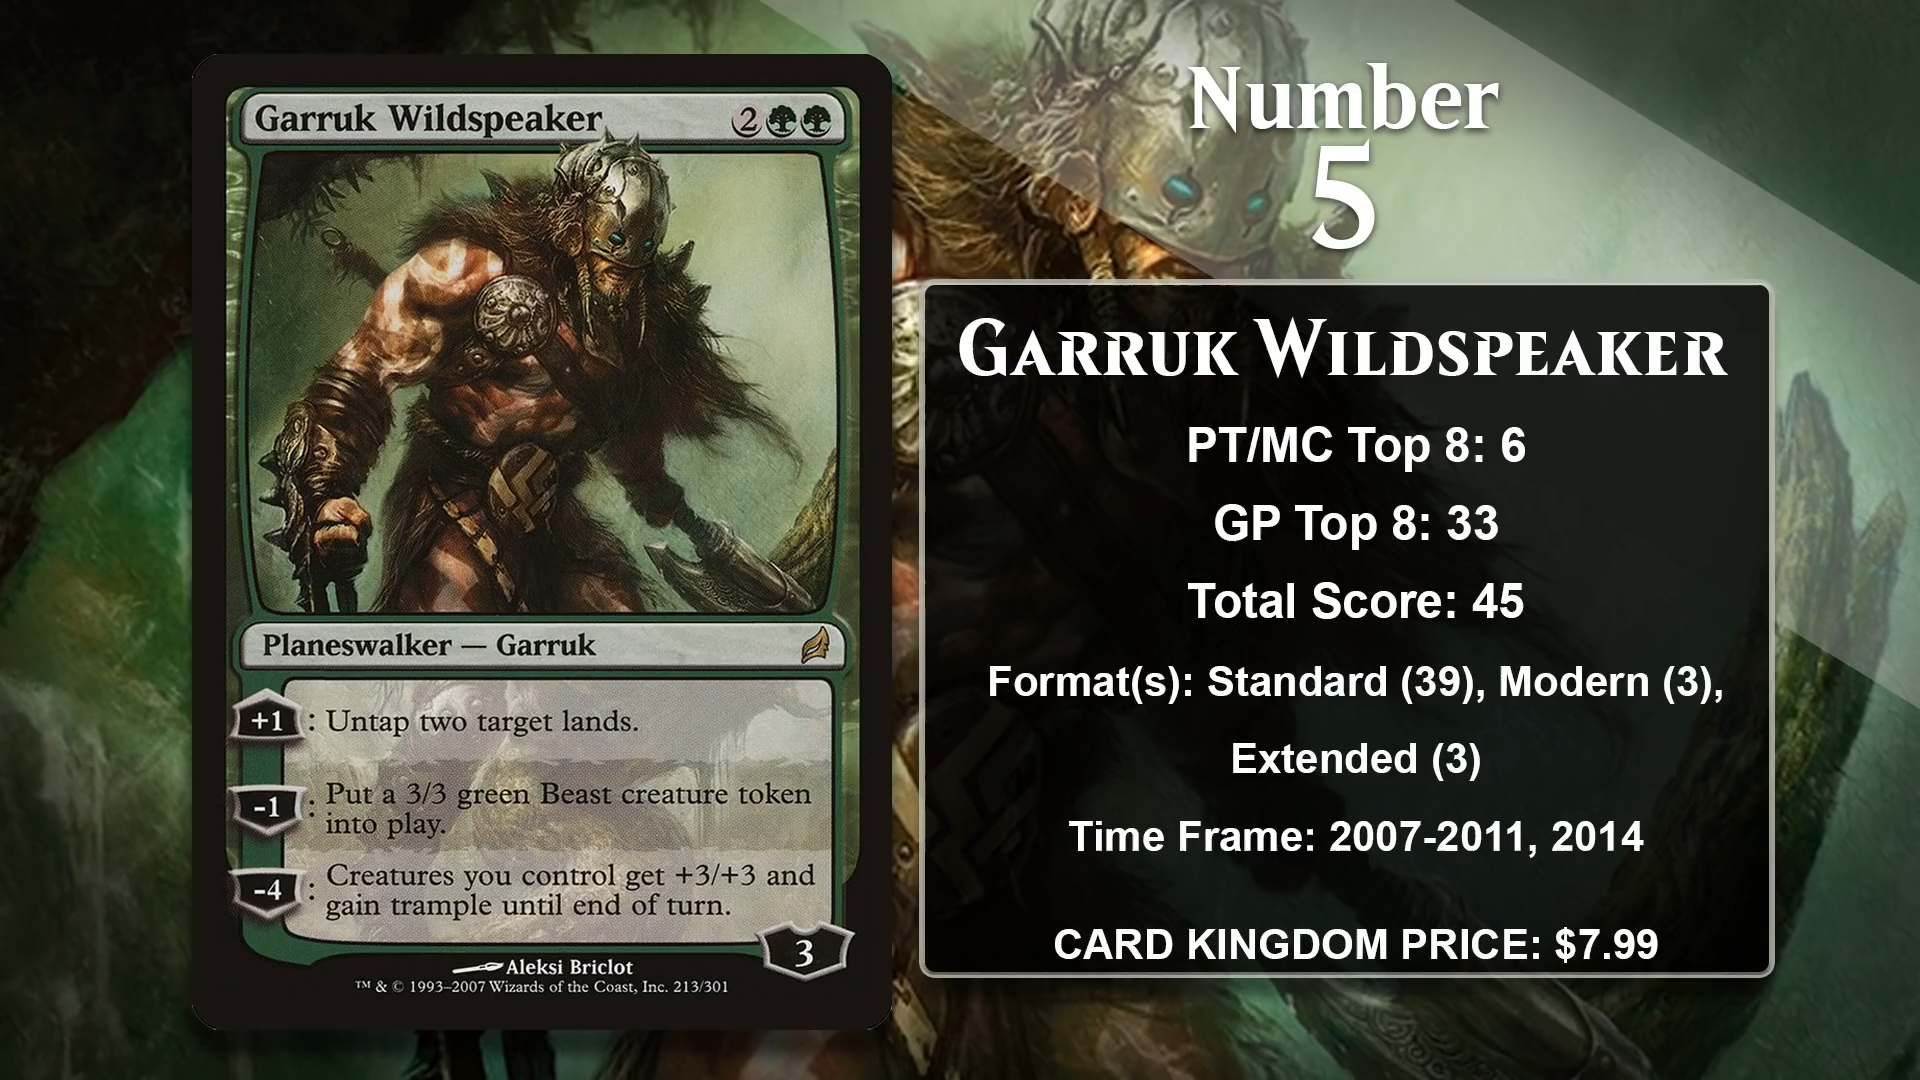 Garruk Wildspeaker 2
Planeswalker — Garruk
+1 : Untap two target lands.
-1 : Put a 3/3 green Beast creature token
into play.
-4 : Creatures you control get +3/+3 and
gain trample until end of turn.
3
Aleksi Briclot
™ & © 1993–2007 Wizards of the Coast, Inc. 213/301
Number
5
Garruk Wildspeaker
PT/MC Top 8: 6
GP Top 8: 33
Total Score: 45
Format(s): Standard (39), Modern (3),
Extended (3)
Time Frame: 2007-2011, 2014
CARD KINGDOM PRICE: $7.99